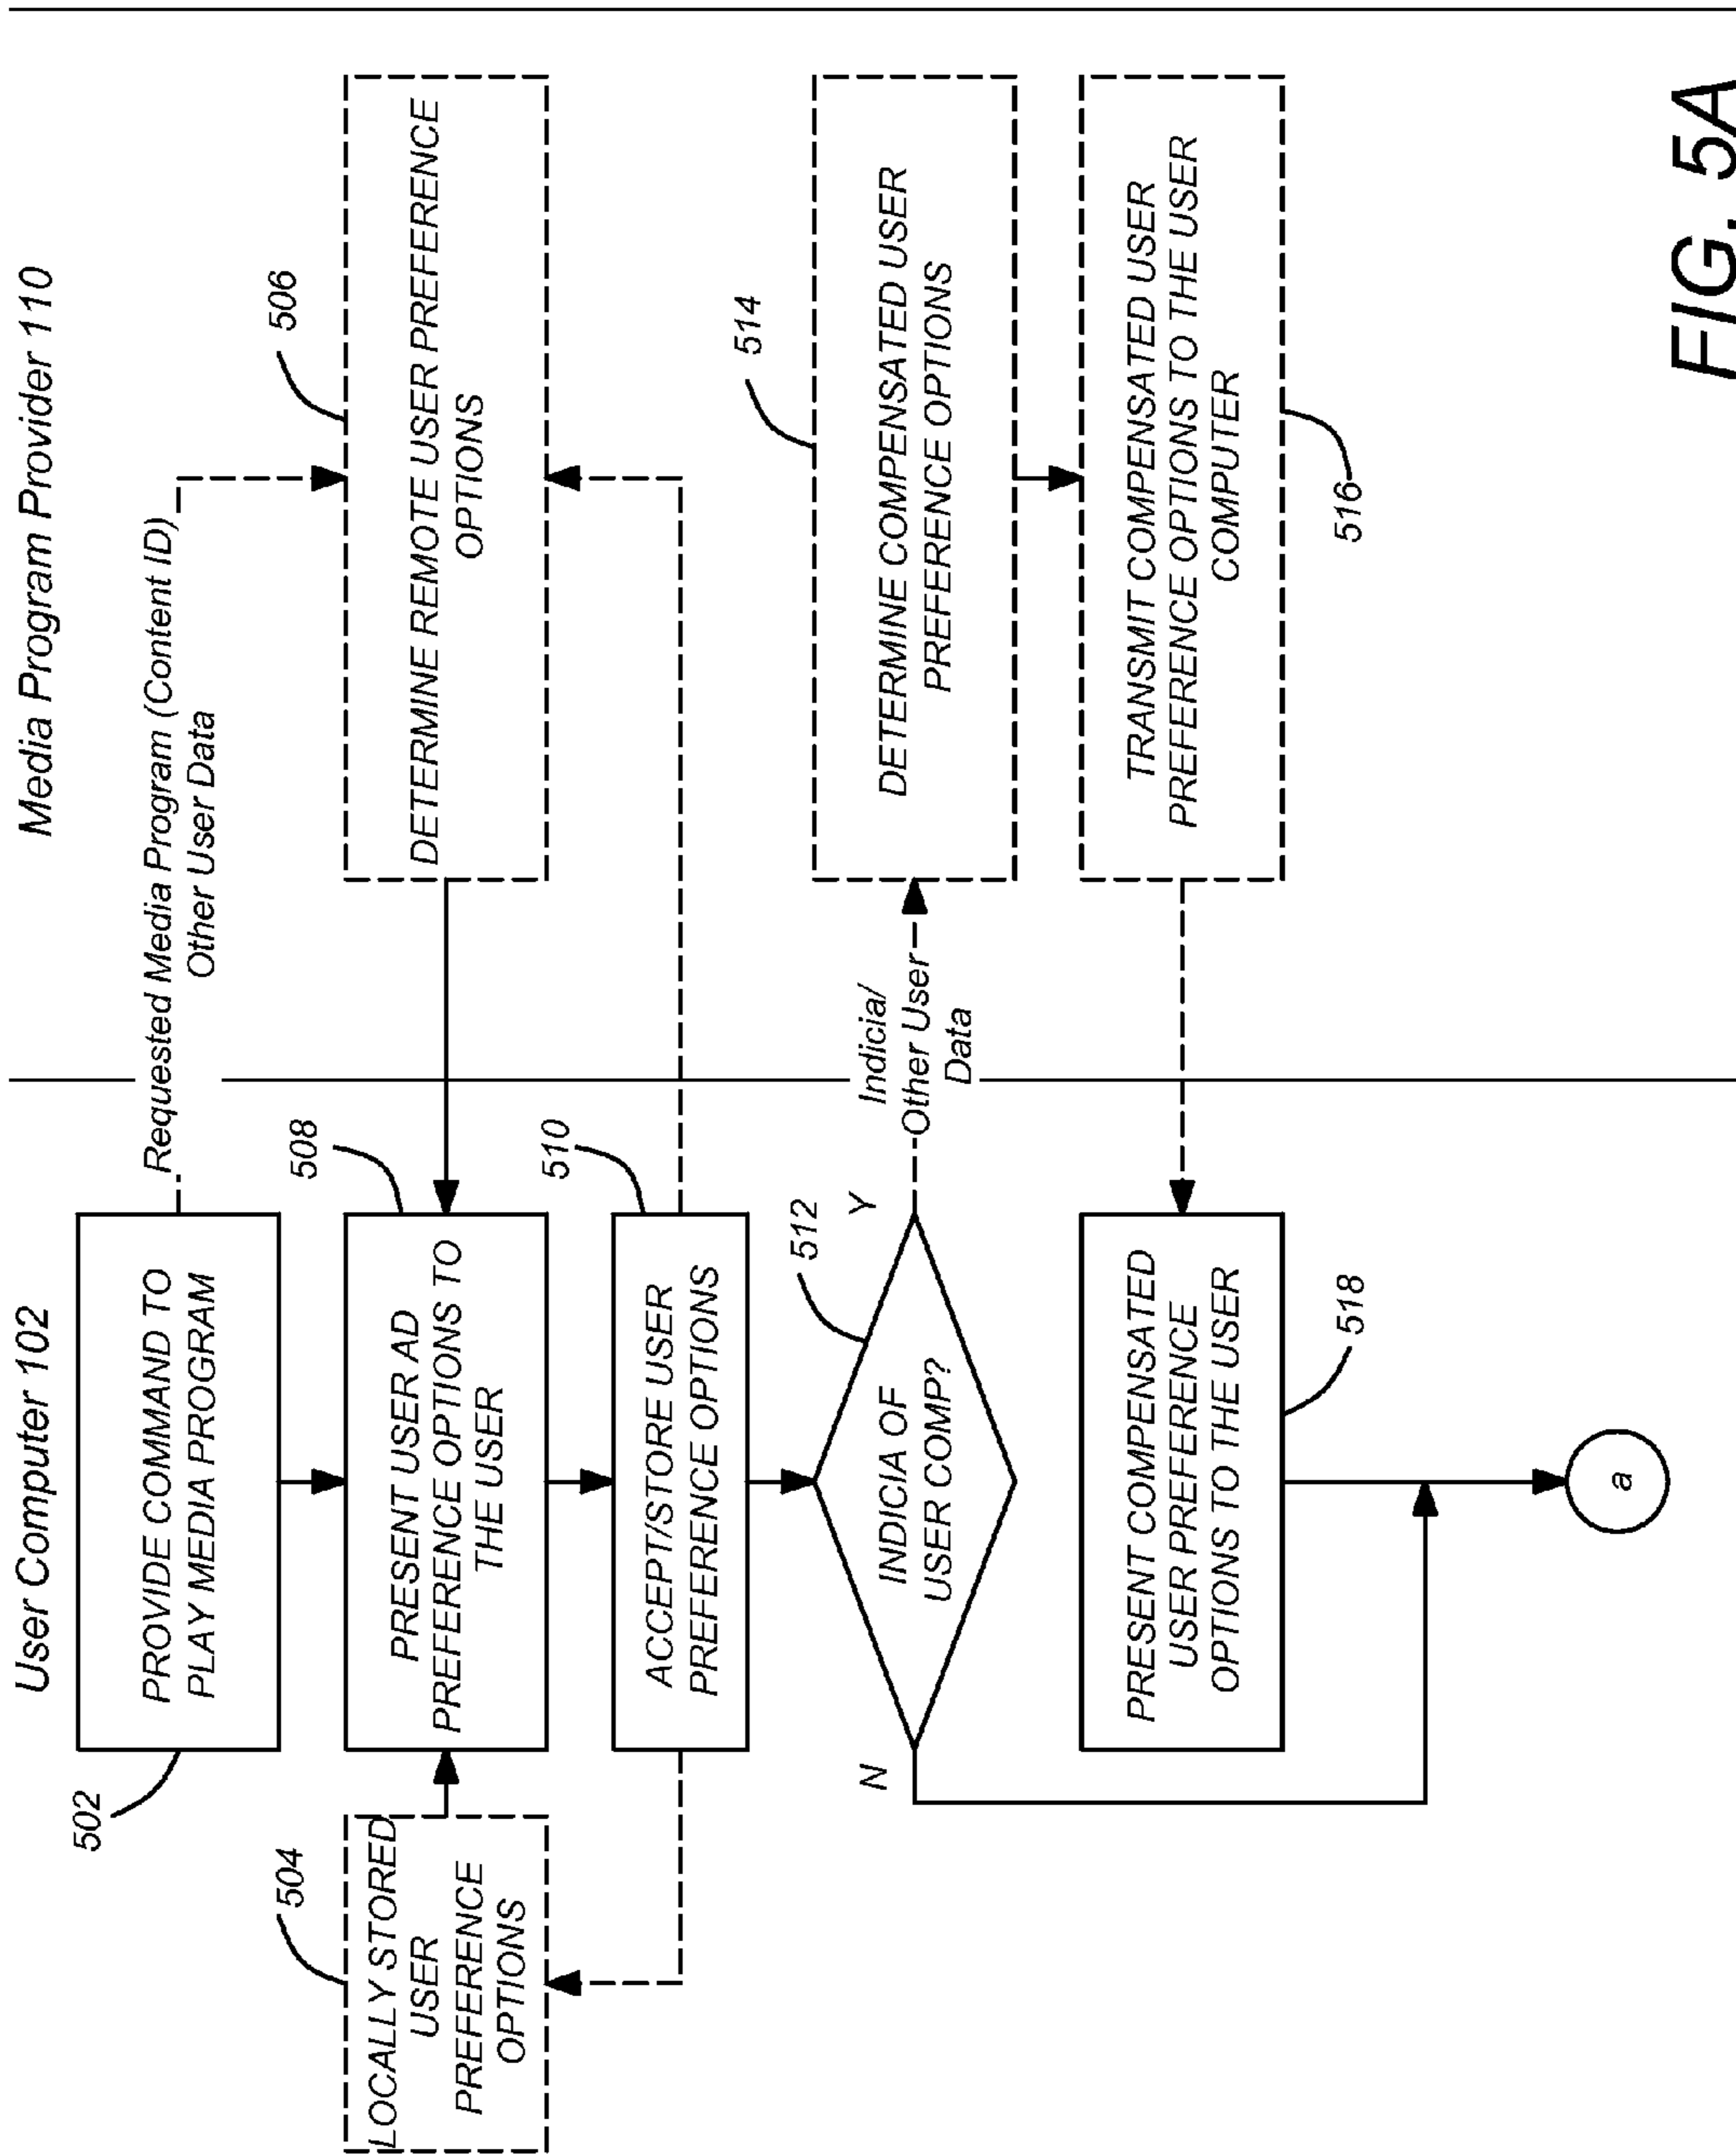 User Computer 102
Media Program Provider 110
502
PROVIDE COMMAND TO
PLAY MEDIA PROGRAM
Requested Media Program (Content ID)
Other User Data
504
LOCALLY STORED
USER
PREFERENCE
OPTIONS
508
PRESENT USER AD
PREFERENCE OPTIONS TO
THE USER
506
DETERMINE REMOTE USER PREFERENCE
OPTIONS
510
ACCEPT/STORE USER
PREFERENCE OPTIONS
512
N
INDICIA OF
USER COMP?
Y
Indicia/
Other User
Data
514
DETERMINE COMPENSATED USER
PREFERENCE OPTIONS
PRESENT COMPENSATED
USER PREFERENCE
OPTIONS TO THE USER
518
TRANSMIT COMPENSATED USER
PREFERENCE OPTIONS TO THE USER
COMPUTER
516
a
FIG. 5A